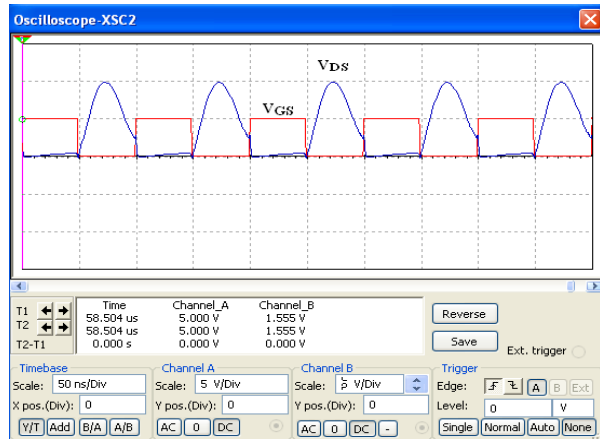 Oscilloscope-XSC2
VDS
VGS
Time Channel_A Channel_B
T1 58.504 us 5.000 V 1.555 V
T2 58.504 us 5.000 V 1.555 V
T2-T1 0.000 s 0.000 V 0.000 V
Reverse
Save
Ext. trigger
Timebase
Scale: 50 ns/Div
X pos.(Div): 0
Y/T Add B/A A/B
Channel A
Scale: 5 V/Div
Y pos.(Div): 0
AC 0 DC
Channel B
Scale: V/Div
Y pos.(Div): 0
AC 0 DC -
Trigger
Edge: A B Ext
Level: 0 V
Single Normal Auto None